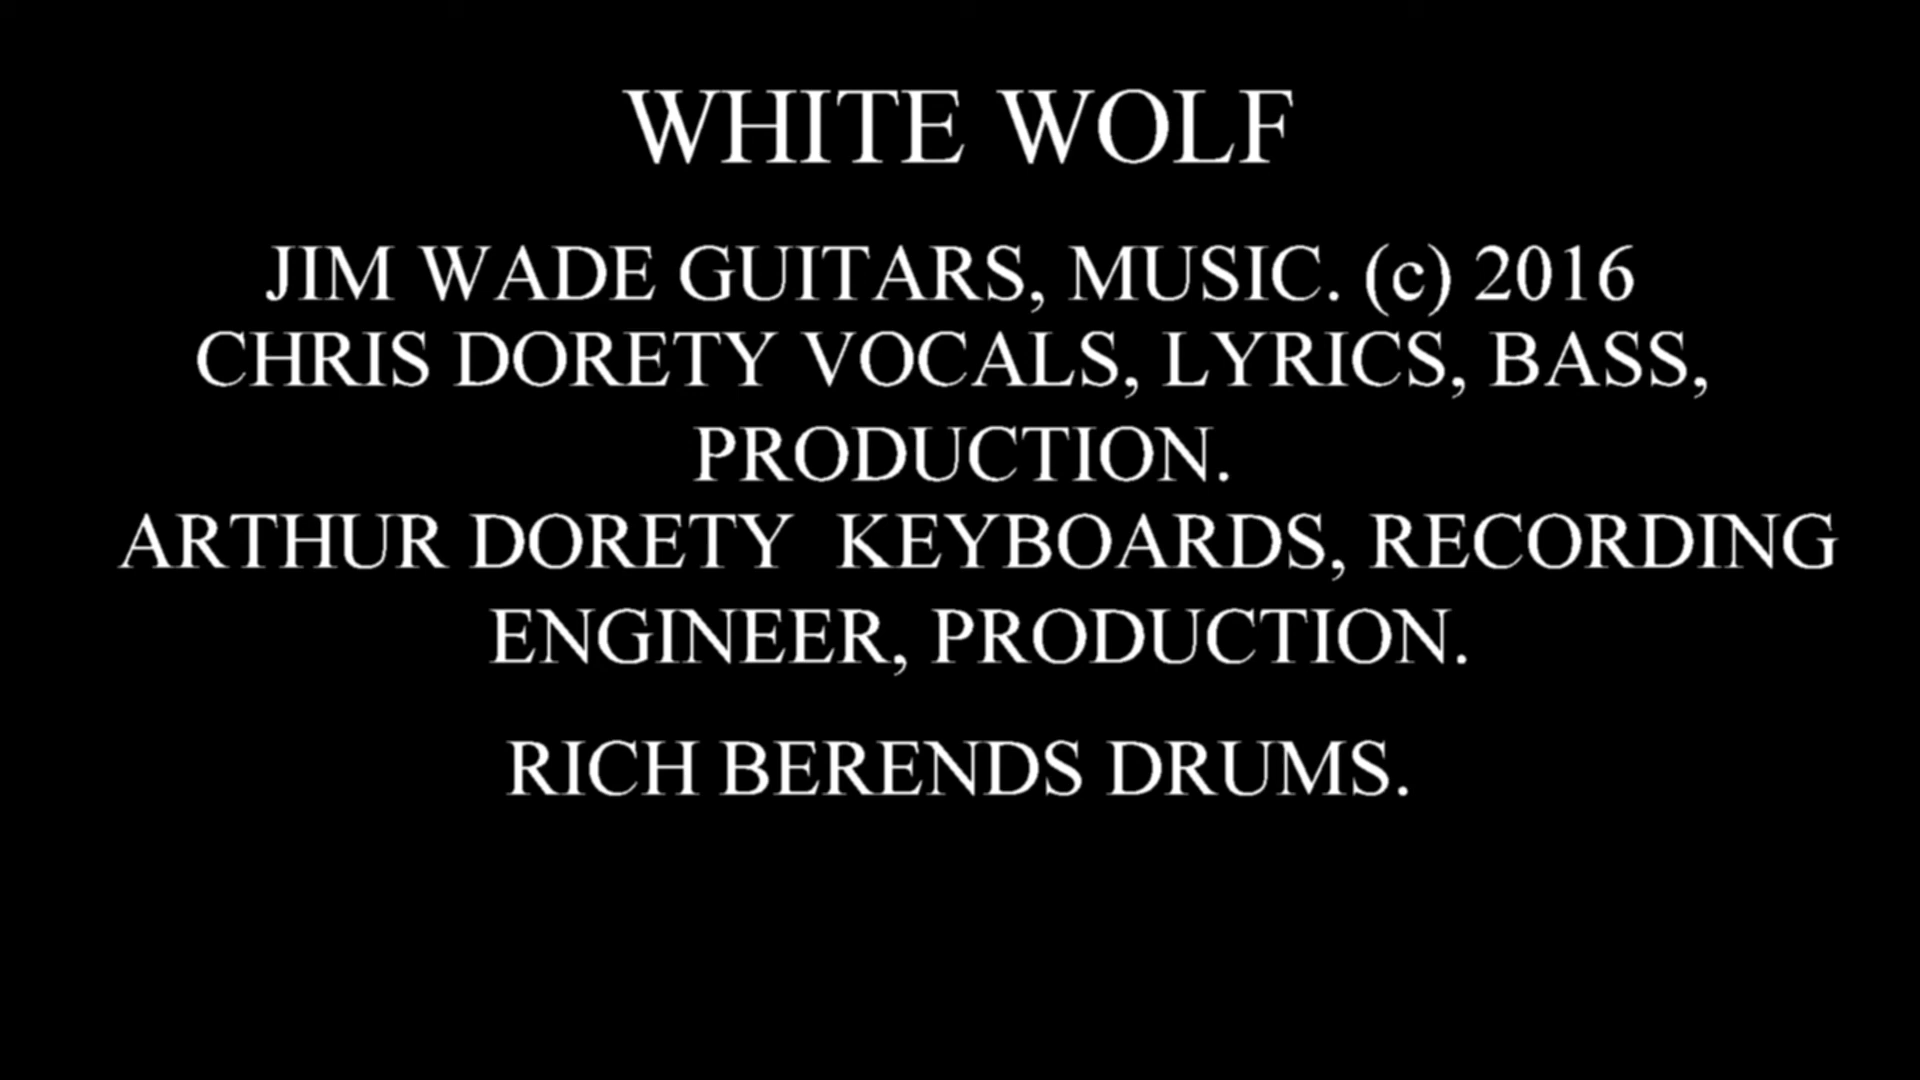 WHITE WOLF
JIM WADE GUITARS, MUSIC. (c) 2016
CHRIS DORETY VOCALS, LYRICS, BASS,
PRODUCTION.
ARTHUR DORETY  KEYBOARDS, RECORDING
ENGINEER, PRODUCTION.
RICH BERENDS DRUMS.